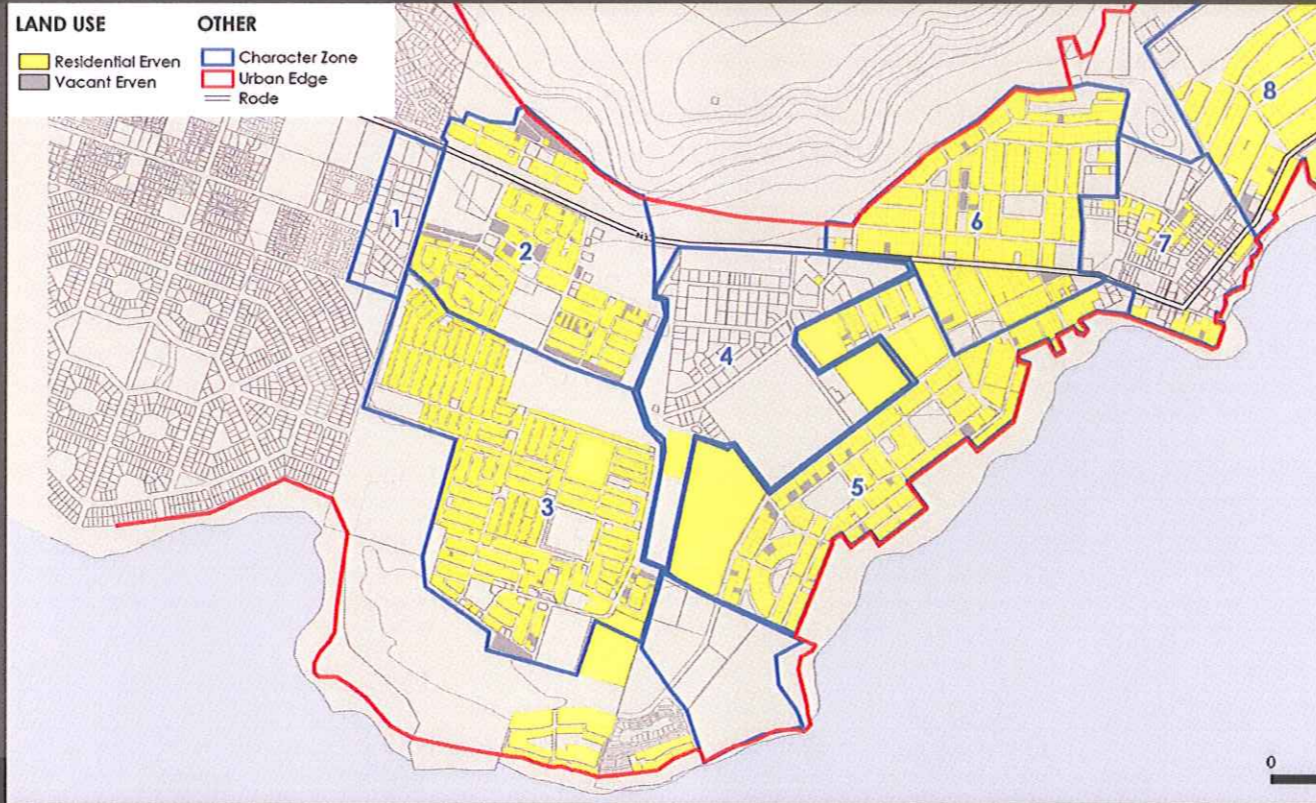 LAND USE
OTHER
Residential Erven
Vacant Erven
Character Zone
Urban Edge
Rode
1
2
3
4
5
6
7
8
0